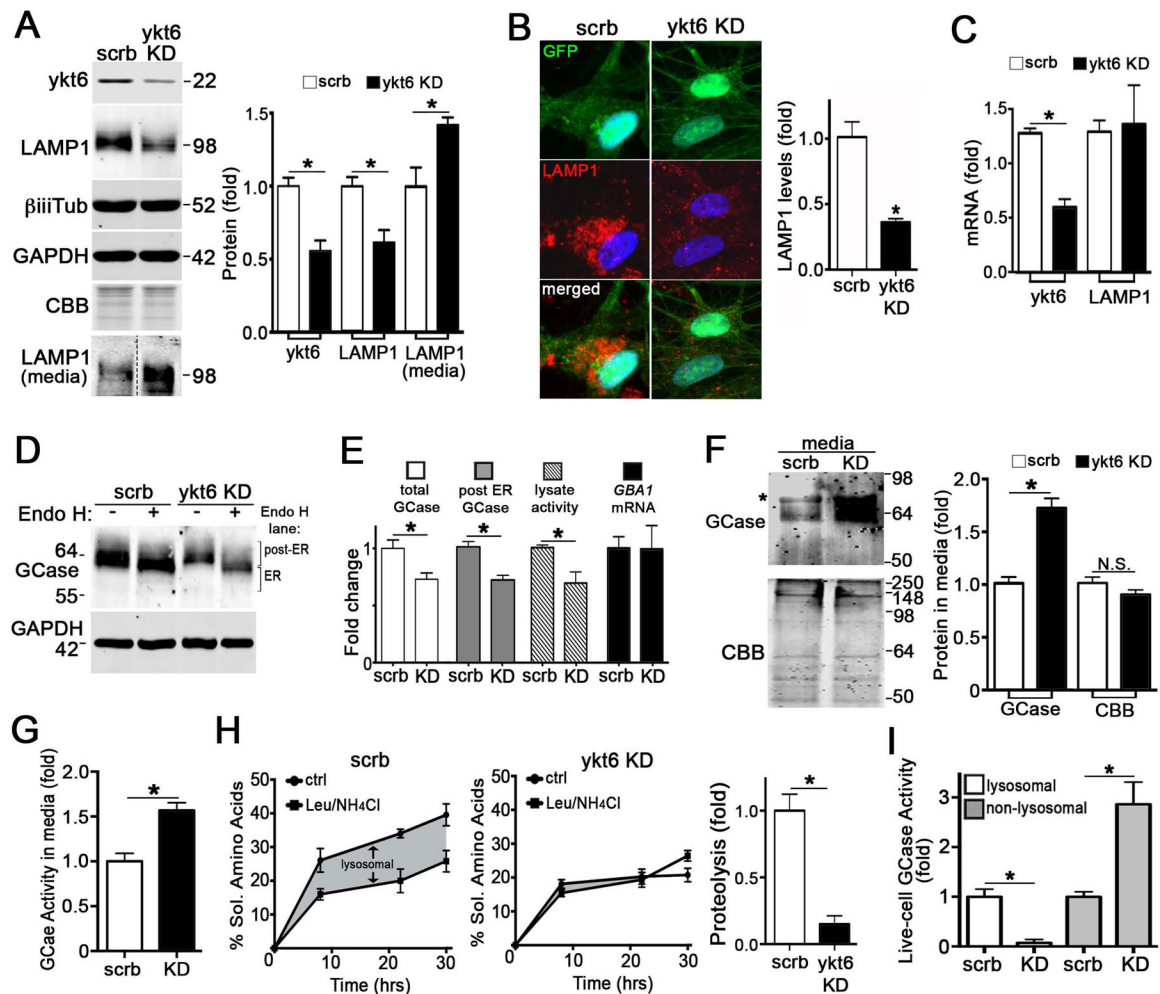 A
scrb
ykt6
KD
ykt6
22
LAMP1
98
βiiiTub
52
GAPDH
42
CBB
LAMP1
(media)
98
scrb
ykt6 KD
Protein (fold)
1.5
1.0
0.5
0.0
*
*
*
ykt6
LAMP1
LAMP1
(media)
B
scrb
ykt6 KD
GFP
LAMP1
merged
LAMP1 levels (fold)
1.5
1.0
0.5
0.0
*
scrb
ykt6
KD
C
scrb
ykt6 KD
mRNA (fold)
1.5
1.0
0.5
0.0
*
ykt6
LAMP1
D
scrb
ykt6 KD
Endo H:
-
+
-
+
Endo H
lane:
64
GCase
55
post-ER
ER
GAPDH
42
E
total
GCase
post ER
GCase
lysate
activity
GBA1
mRNA
Fold change
1
0
*
*
*
scrb KD
scrb KD
scrb KD
scrb KD
F
media
scrb
KD
*
GCase
98
64
50
CBB
250
148
98
64
50
scrb
ykt6 KD
Protein in media (fold)
2.0
1.5
1.0
0.5
0
*
N.S.
GCase
CBB
G
GCae Activity in media (fold)
2.0
1.5
1.0
0.5
0.0
*
scrb
KD
H
scrb
ctrl
Leu/NH₄Cl
% Sol. Amino Acids
50
40
30
20
10
lysosomal
0
10
20
30
Time (hrs)
ykt6 KD
ctrl
Leu/NH₄Cl
% Sol. Amino Acids
50
40
30
20
10
0
10
20
30
Time (hrs)
Proteolysis (fold)
1.0
0.5
0.0
*
scrb
ykt6
KD
I
lysosomal
non-lysosomal
Live-cell GCase Activity
(fold)
4
3
2
1
0
*
*
scrb
KD
scrb
KD